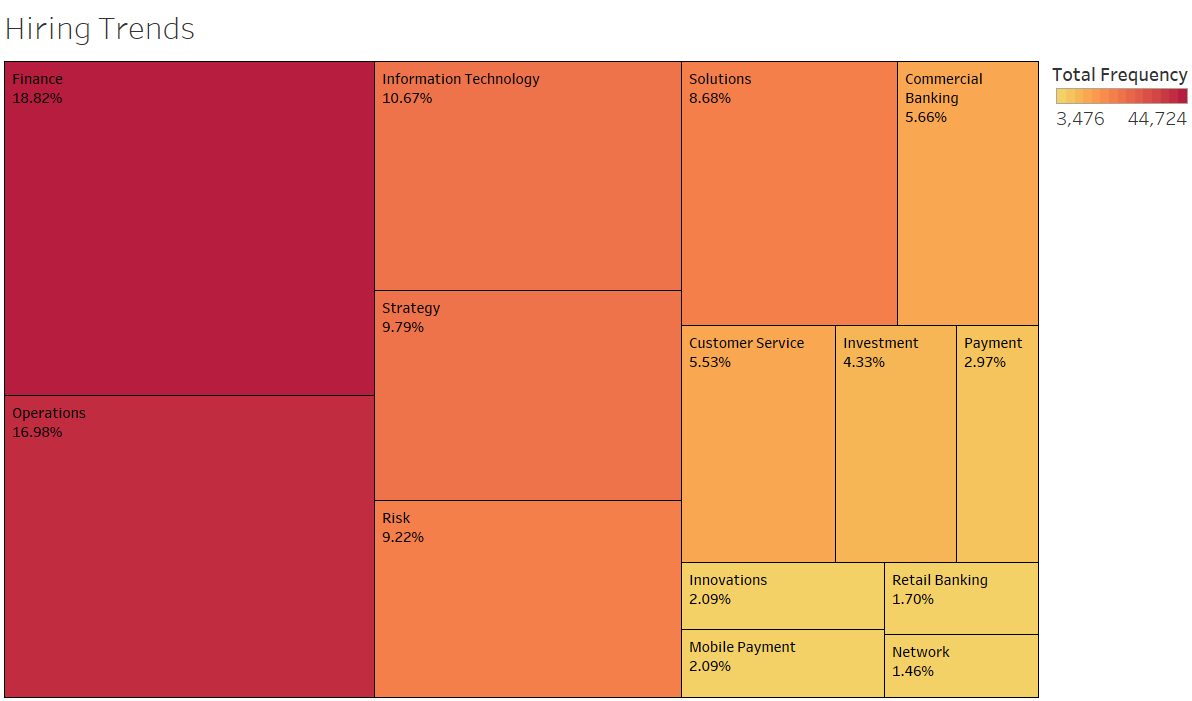 Hiring Trends
Finance
18.82%
Operations
16.98%
Information Technology
10.67%
Strategy
9.79%
Risk
9.22%
Solutions
8.68%
Commercial
Banking
5.66%
Customer Service
5.53%
Investment
4.33%
Payment
2.97%
Innovations
2.09%
Mobile Payment
2.09%
Retail Banking
1.70%
Network
1.46%
Total Frequency
3,476 44,724